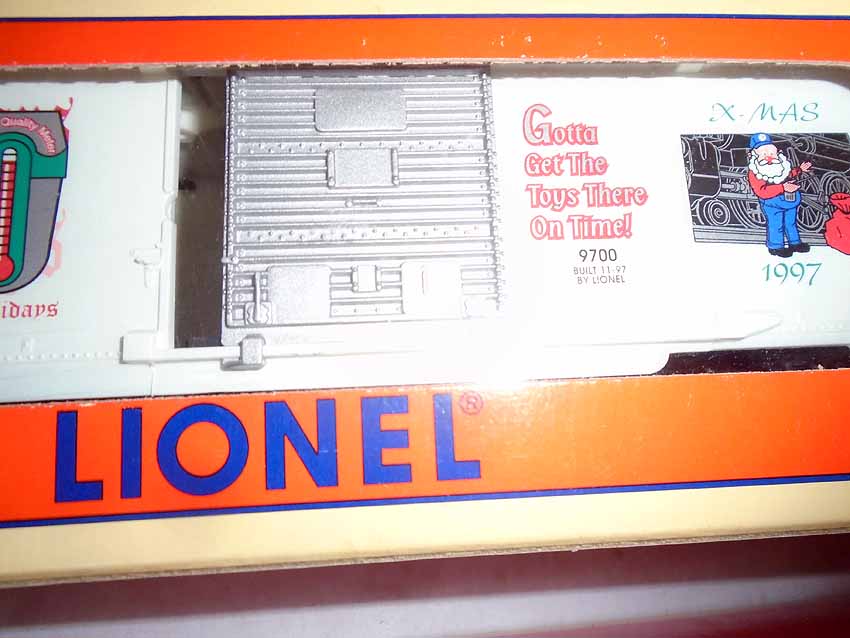 Quality Meter
idays
Gotta
Get The
Toys There
On Time!
9700
BUILT 11-97
BY LIONEL
X-MAS
1997
LIONEL®